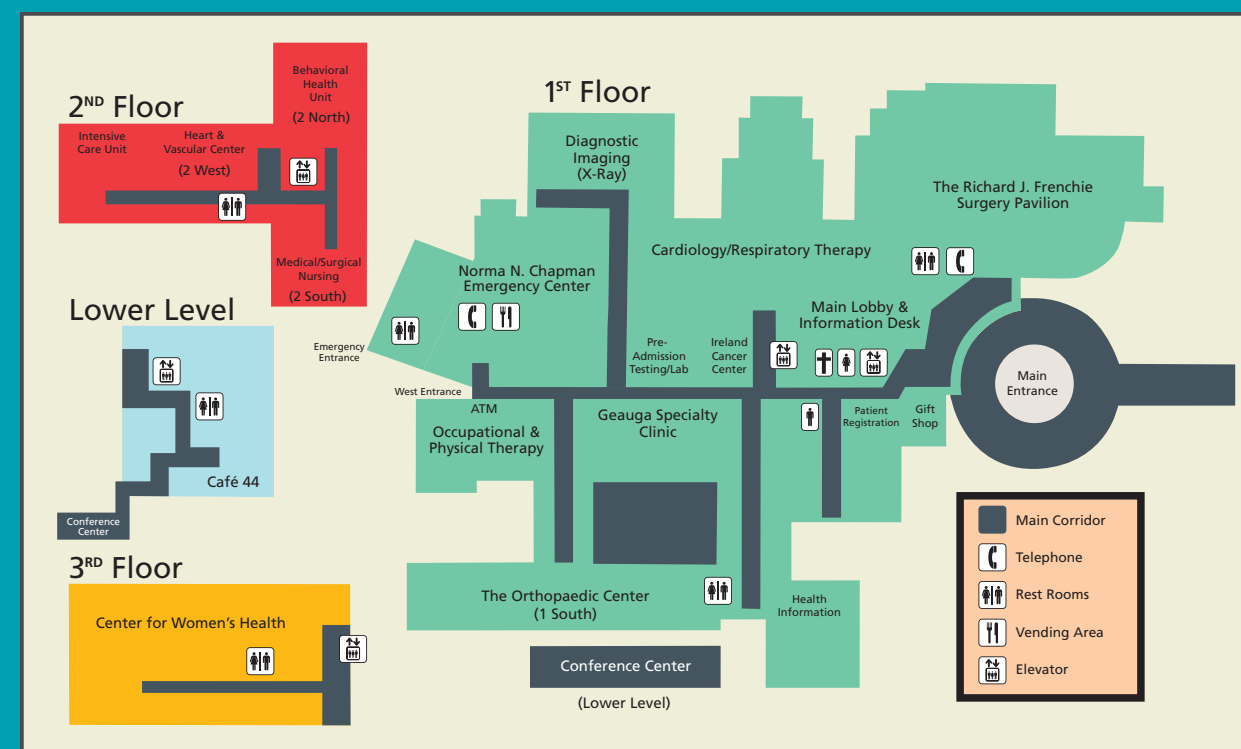 2ND Floor
Behavioral
Health
Unit
(2 North)
Intensive
Care Unit
Heart &
Vascular Center
(2 West)
Medical/Surgical
Nursing
(2 South)
Lower Level
Café 44
Conference
Center
3RD Floor
Center for Women's Health
1ST Floor
Diagnostic
Imaging
(X-Ray)
The Richard J. Frenchie
Surgery Pavilion
Cardiology/Respiratory Therapy
Norma N. Chapman
Emergency Center
Main Lobby &
Information Desk
Emergency
Entrance
Pre-
Admission
Testing/Lab
Ireland
Cancer
Center
Main
Entrance
West Entrance
ATM
Occupational &
Physical Therapy
Geauga Specialty
Clinic
Patient
Registration
Gift
Shop
The Orthopaedic Center
(1 South)
Health
Information
Conference Center
(Lower Level)
Main Corridor
Telephone
Rest Rooms
Vending Area
Elevator